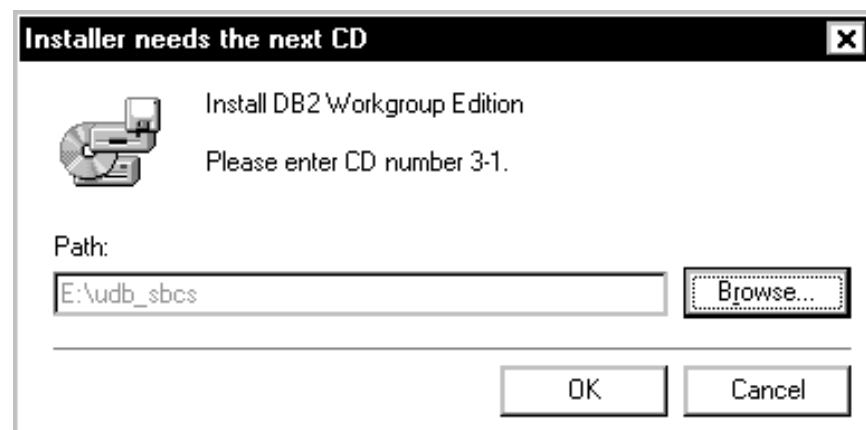 Installer needs the next CD
Install DB2 Workgroup Edition
Please enter CD number 3-1.
Path:
E:\udb_sbcs
Browse...
OK
Cancel